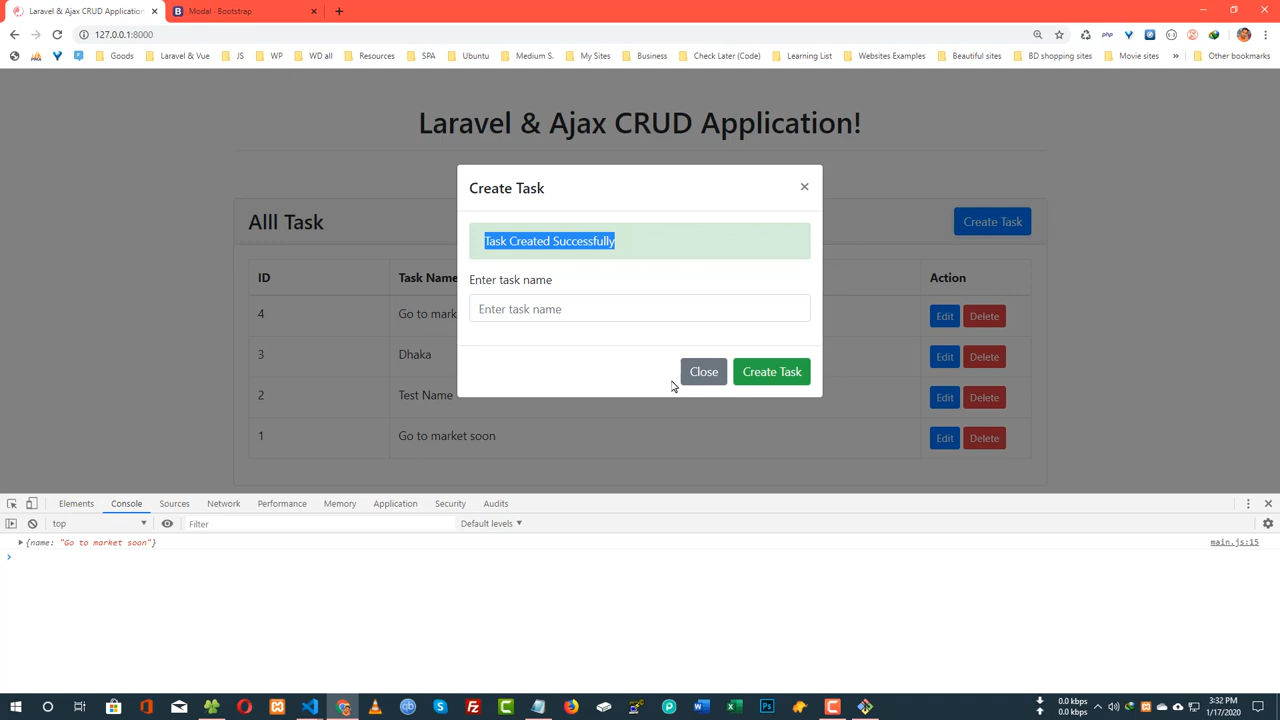 Laravel & Ajax CRUD Application
Modal · Bootstrap
127.0.0.1:8000
Goods
Laravel & Vue
JS
WP
WD all
Resources
SPA
Ubuntu
Medium S.
My Sites
Business
Check Later (Code)
Learning List
Websites Examples
Beautiful sites
BD shopping sites
Movie sites
»
Other bookmarks
Laravel & Ajax CRUD Application!
Alll Task
Create Task
ID
Task Name
Action
4
Go to mark
Edit
Delete
3
Dhaka
Edit
Delete
2
Test Name
Edit
Delete
1
Go to market soon
Edit
Delete
Create Task
×
Task Created Successfully
Enter task name
Enter task name
Close
Create Task
Elements
Console
Sources
Network
Performance
Memory
Application
Security
Audits
top
Filter
Default levels
{name: "Go to market soon"}
main.js:15
0.0 kbps
0.0 kbps
3:32 PM
1/17/2020